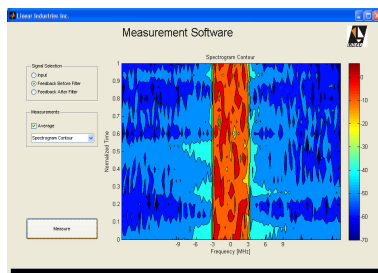 Linear Industries Inc.
Measurement Software
Signal Selection
Input
Feedback Before Filter
Feedback After Filter
Measurements
Average
Spectrogram Contour
Measure
Spectrogram Contour
Normalized Time
1
0.9
0.8
0.7
0.6
0.5
0.4
0.3
0.2
0.1
0
-9 -6 -3 0 3 6 9
Frequency [MHz]
0
-10
-20
-30
-40
-50
-60
-70